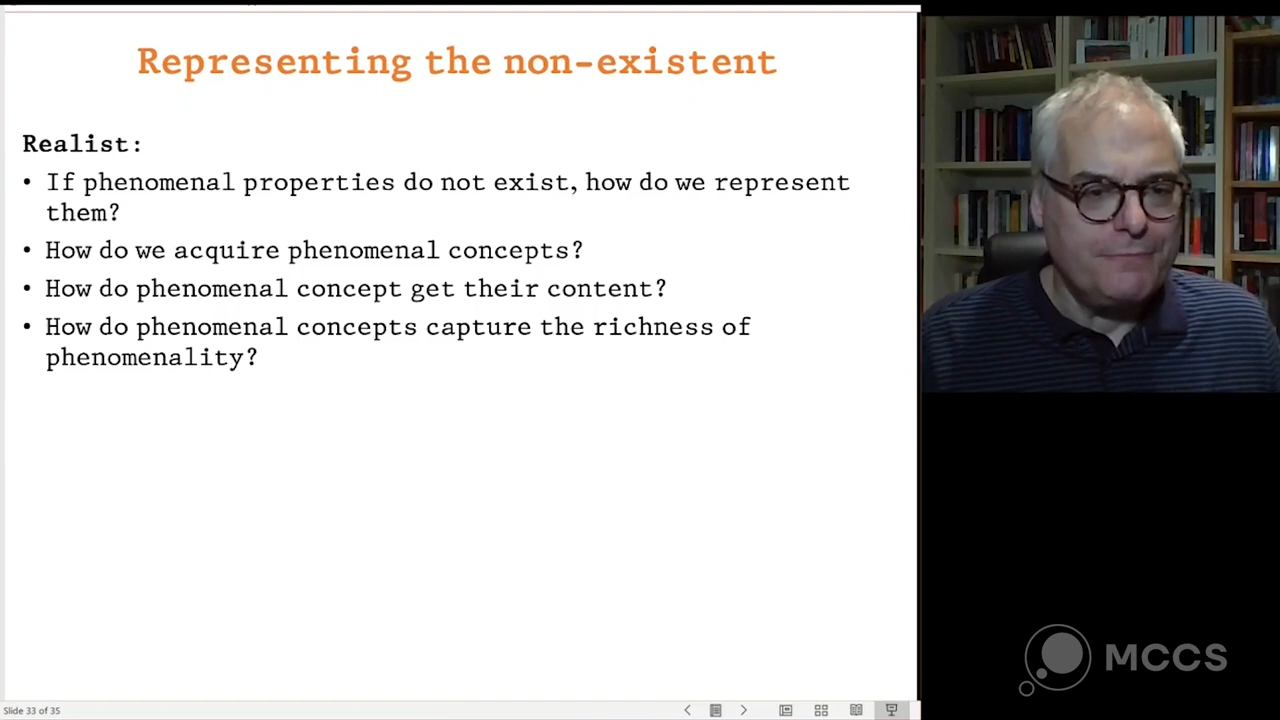 Representing the non-existent
Realist:
• If phenomenal properties do not exist, how do we represent
them?
• How do we acquire phenomenal concepts?
• How do phenomenal concept get their content?
• How do phenomenal concepts capture the richness of
phenomenality?
MCCS
Slide 33 of 35